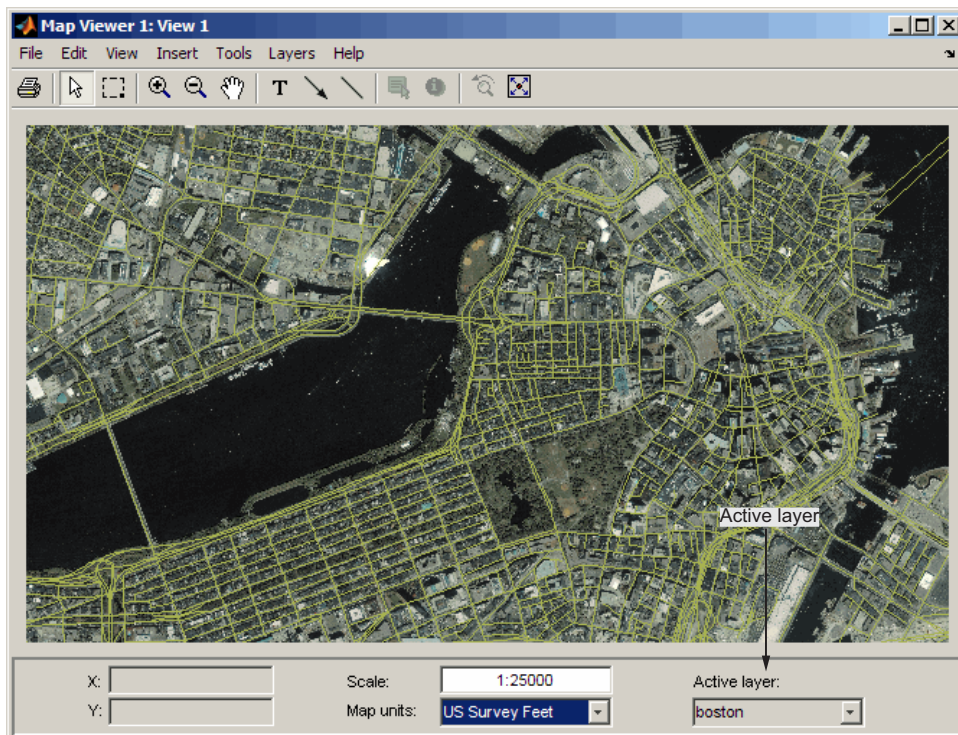 Map Viewer 1: View 1
File Edit View Insert Tools Layers Help
T
Active layer
X:
Y:
Scale: 1:25000
Map units: US Survey Feet
Active layer:
boston